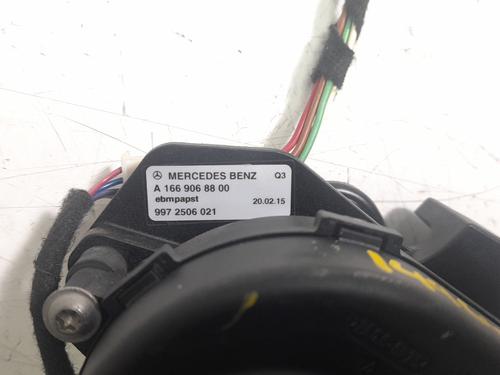 MERCEDES BENZ Q3
A 166 906 88 00
ebmpapst 20.02.15
997 2506 021